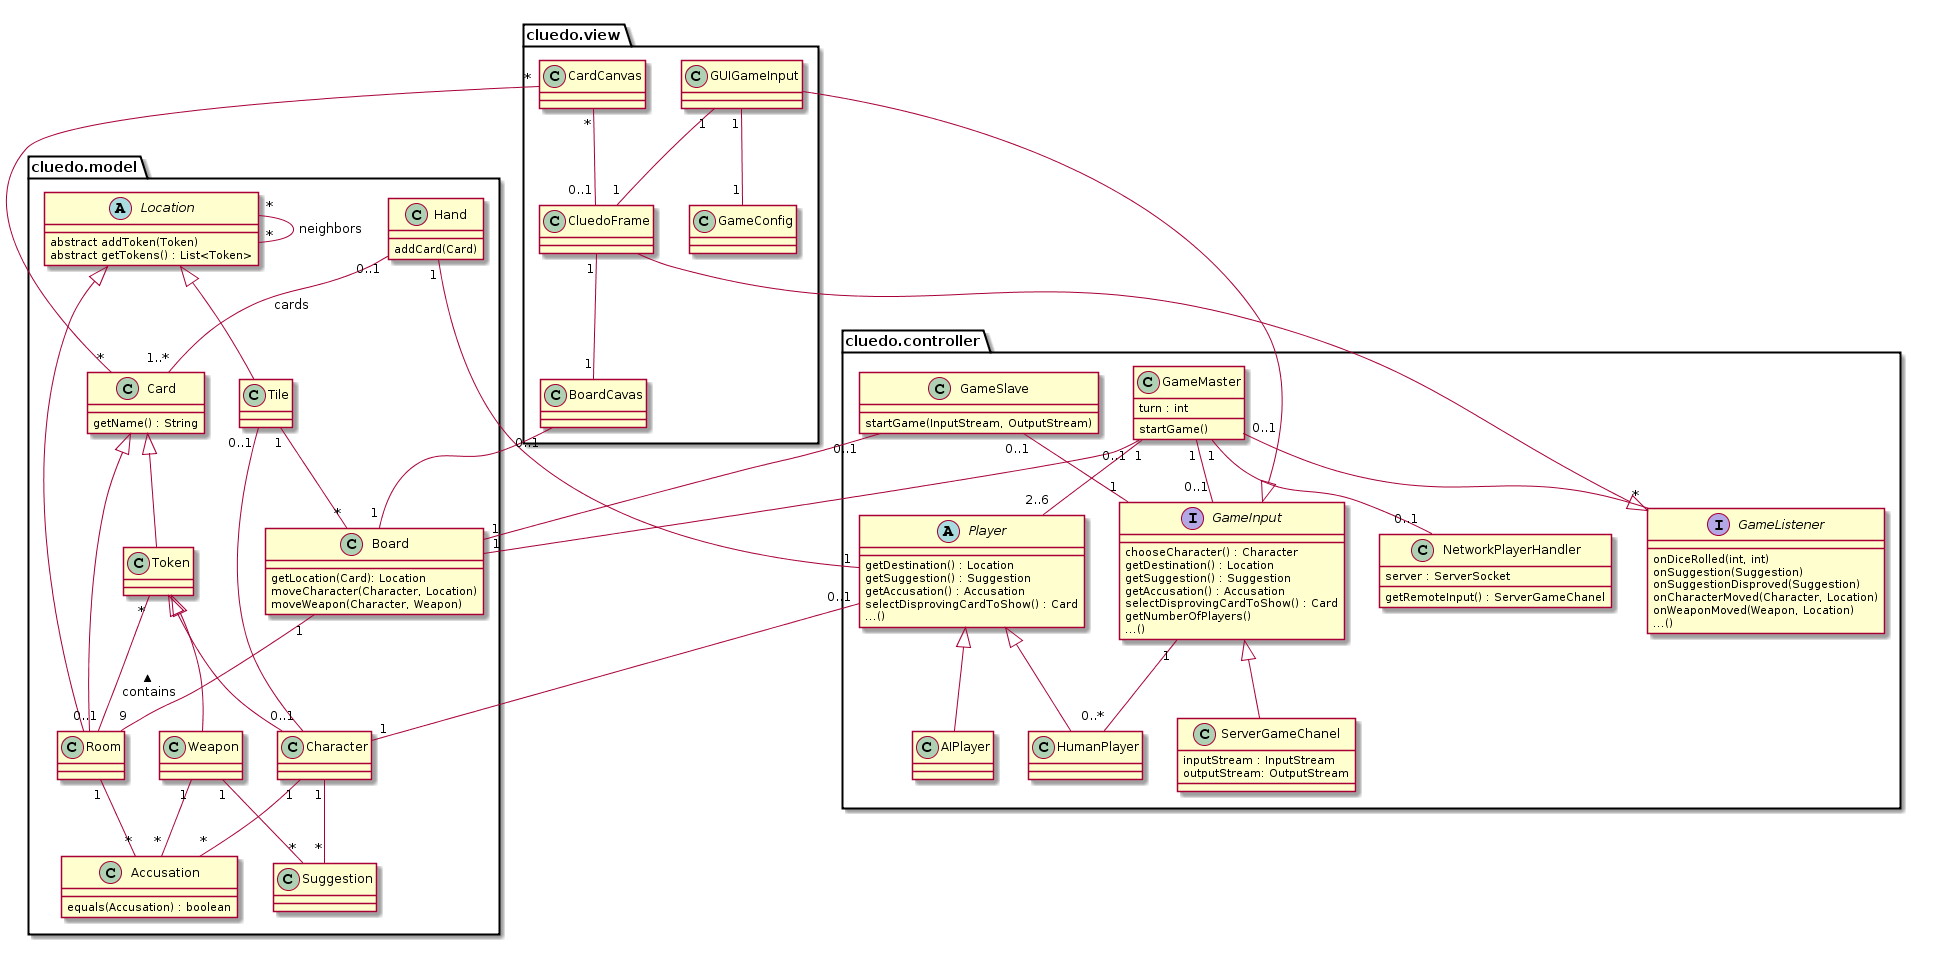 cluedo.view
C CardCanvas
C GUIGameInput
*
*
1
1
0..1
1
1
C CluedoFrame
C GameConfig
1
1
C BoardCavas
0..1
cluedo.model
A Location
abstract addToken(Token)
abstract getTokens() : List<Token>
*
*
neighbors
C Hand
addCard(Card)
0..1
1
cards
*
1..*
C Card
getName() : String
C Tile
0..1
1
*
1
C Token
*
C Board
getLocation(Card): Location
moveCharacter(Character, Location)
moveWeapon(Character, Weapon)
1
1
1
contains
0..1
9
0..1
1
C Room
C Weapon
C Character
1
1
1
1
1
*
*
*
*
*
C Accusation
equals(Accusation) : boolean
C Suggestion
cluedo.controller
C GameSlave
startGame(InputStream, OutputStream)
C GameMaster
turn : int
startGame()
0..1
0..1
0..1
0..1
1
1
1
2..6
1
0..1
0..1
*
A Player
getDestination() : Location
getSuggestion() : Suggestion
getAccusation() : Accusation
selectDisprovingCardToShow() : Card
...()
1
0..1
I GameInput
chooseCharacter() : Character
getDestination() : Location
getSuggestion() : Suggestion
getAccusation() : Accusation
selectDisprovingCardToShow() : Card
getNumberOfPlayers()
...()
C NetworkPlayerHandler
server : ServerSocket
getRemoteInput() : ServerGameChanel
I GameListener
onDiceRolled(int, int)
onSuggestion(Suggestion)
onSuggestionDisproved(Suggestion)
onCharacterMoved(Character, Location)
onWeaponMoved(Weapon, Location)
...()
1
0..*
C AIPlayer
C HumanPlayer
C ServerGameChanel
inputStream : InputStream
outputStream: OutputStream